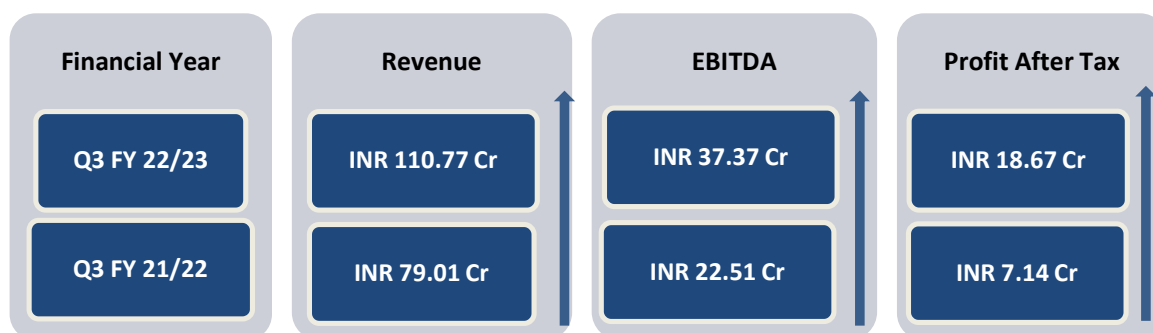 Financial Year
Revenue
EBITDA
Profit After Tax
Q3 FY 22/23
INR 110.77 Cr
INR 37.37 Cr
INR 18.67 Cr
Q3 FY 21/22
INR 79.01 Cr
INR 22.51 Cr
INR 7.14 Cr